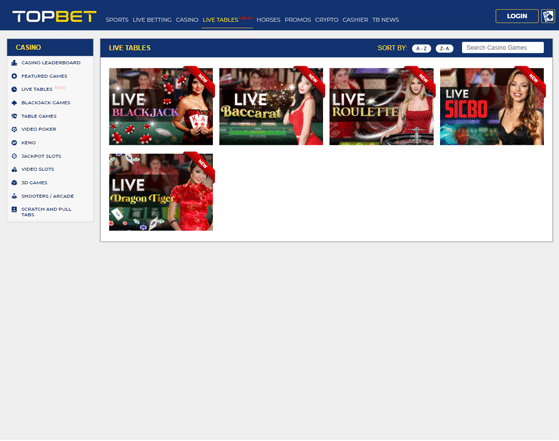 TOPBET
SPORTS LIVE BETTING CASINO LIVE TABLES HORSES PROMOS CRYPTO CASHIER TB NEWS
LOGIN
CASINO
CASINO LEADERBOARD
FEATURED GAMES
LIVE TABLES NEW
BLACKJACK GAMES
TABLE GAMES
VIDEO POKER
KENO
JACKPOT SLOTS
VIDEO SLOTS
3D GAMES
SHOOTERS / ARCADE
SCRATCH AND PULL
TABS
LIVE TABLES
SORT BY: A - Z Z- A Search Casino Games
NEW
LIVE
BLACKJACK
NEW
LIVE
Baccarat
NEW
LIVE
ROULETTE
NEW
LIVE
SICBO
NEW
LIVE
Dragon Tiger